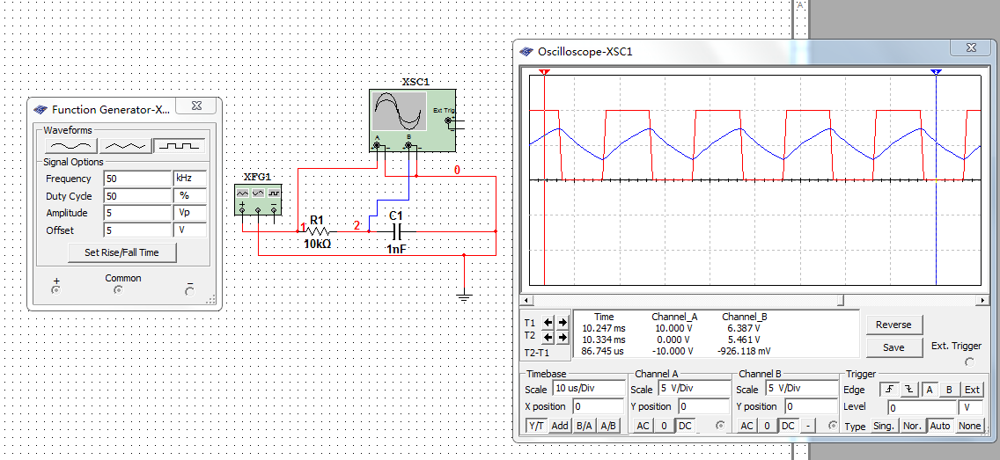 A
Function Generator-X...
Waveforms
Signal Options
Frequency 50 kHz
Duty Cycle 50 %
Amplitude 5 Vp
Offset 5 V
Set Rise/Fall Time
+ Common −
XSC1
Ext Trig
A B
0
XFG1
1 R1 2 C1
10kΩ 1nF
Oscilloscope-XSC1
1 2
Time Channel_A Channel_B
T1 10.247 ms 10.000 V 6.387 V
T2 10.334 ms 0.000 V 5.461 V
T2-T1 86.745 us -10.000 V -926.118 mV
Reverse
Save
Ext. Trigger
Timebase
Scale 10 us/Div
X position 0
Y/T Add B/A A/B
Channel A
Scale 5 V/Div
Y position 0
AC 0 DC
Channel B
Scale 5 V/Div
Y position 0
AC 0 DC -
Trigger
Edge A B Ext
Level 0 V
Type Sing. Nor. Auto None